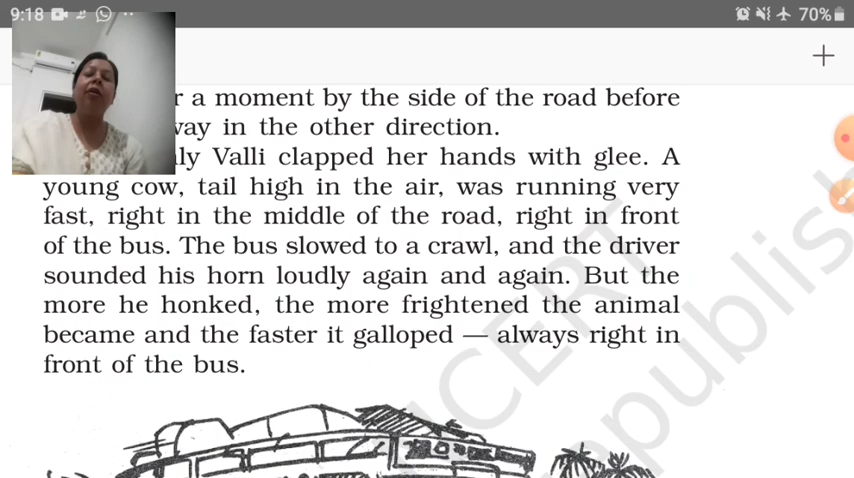 9:18
70%
r a moment by the side of the road before
way in the other direction.
ly Valli clapped her hands with glee. A
young cow, tail high in the air, was running very
fast, right in the middle of the road, right in front
of the bus. The bus slowed to a crawl, and the driver
sounded his horn loudly again and again. But the
more he honked, the more frightened the animal
became and the faster it galloped — always right in
front of the bus.
NCERT
republish